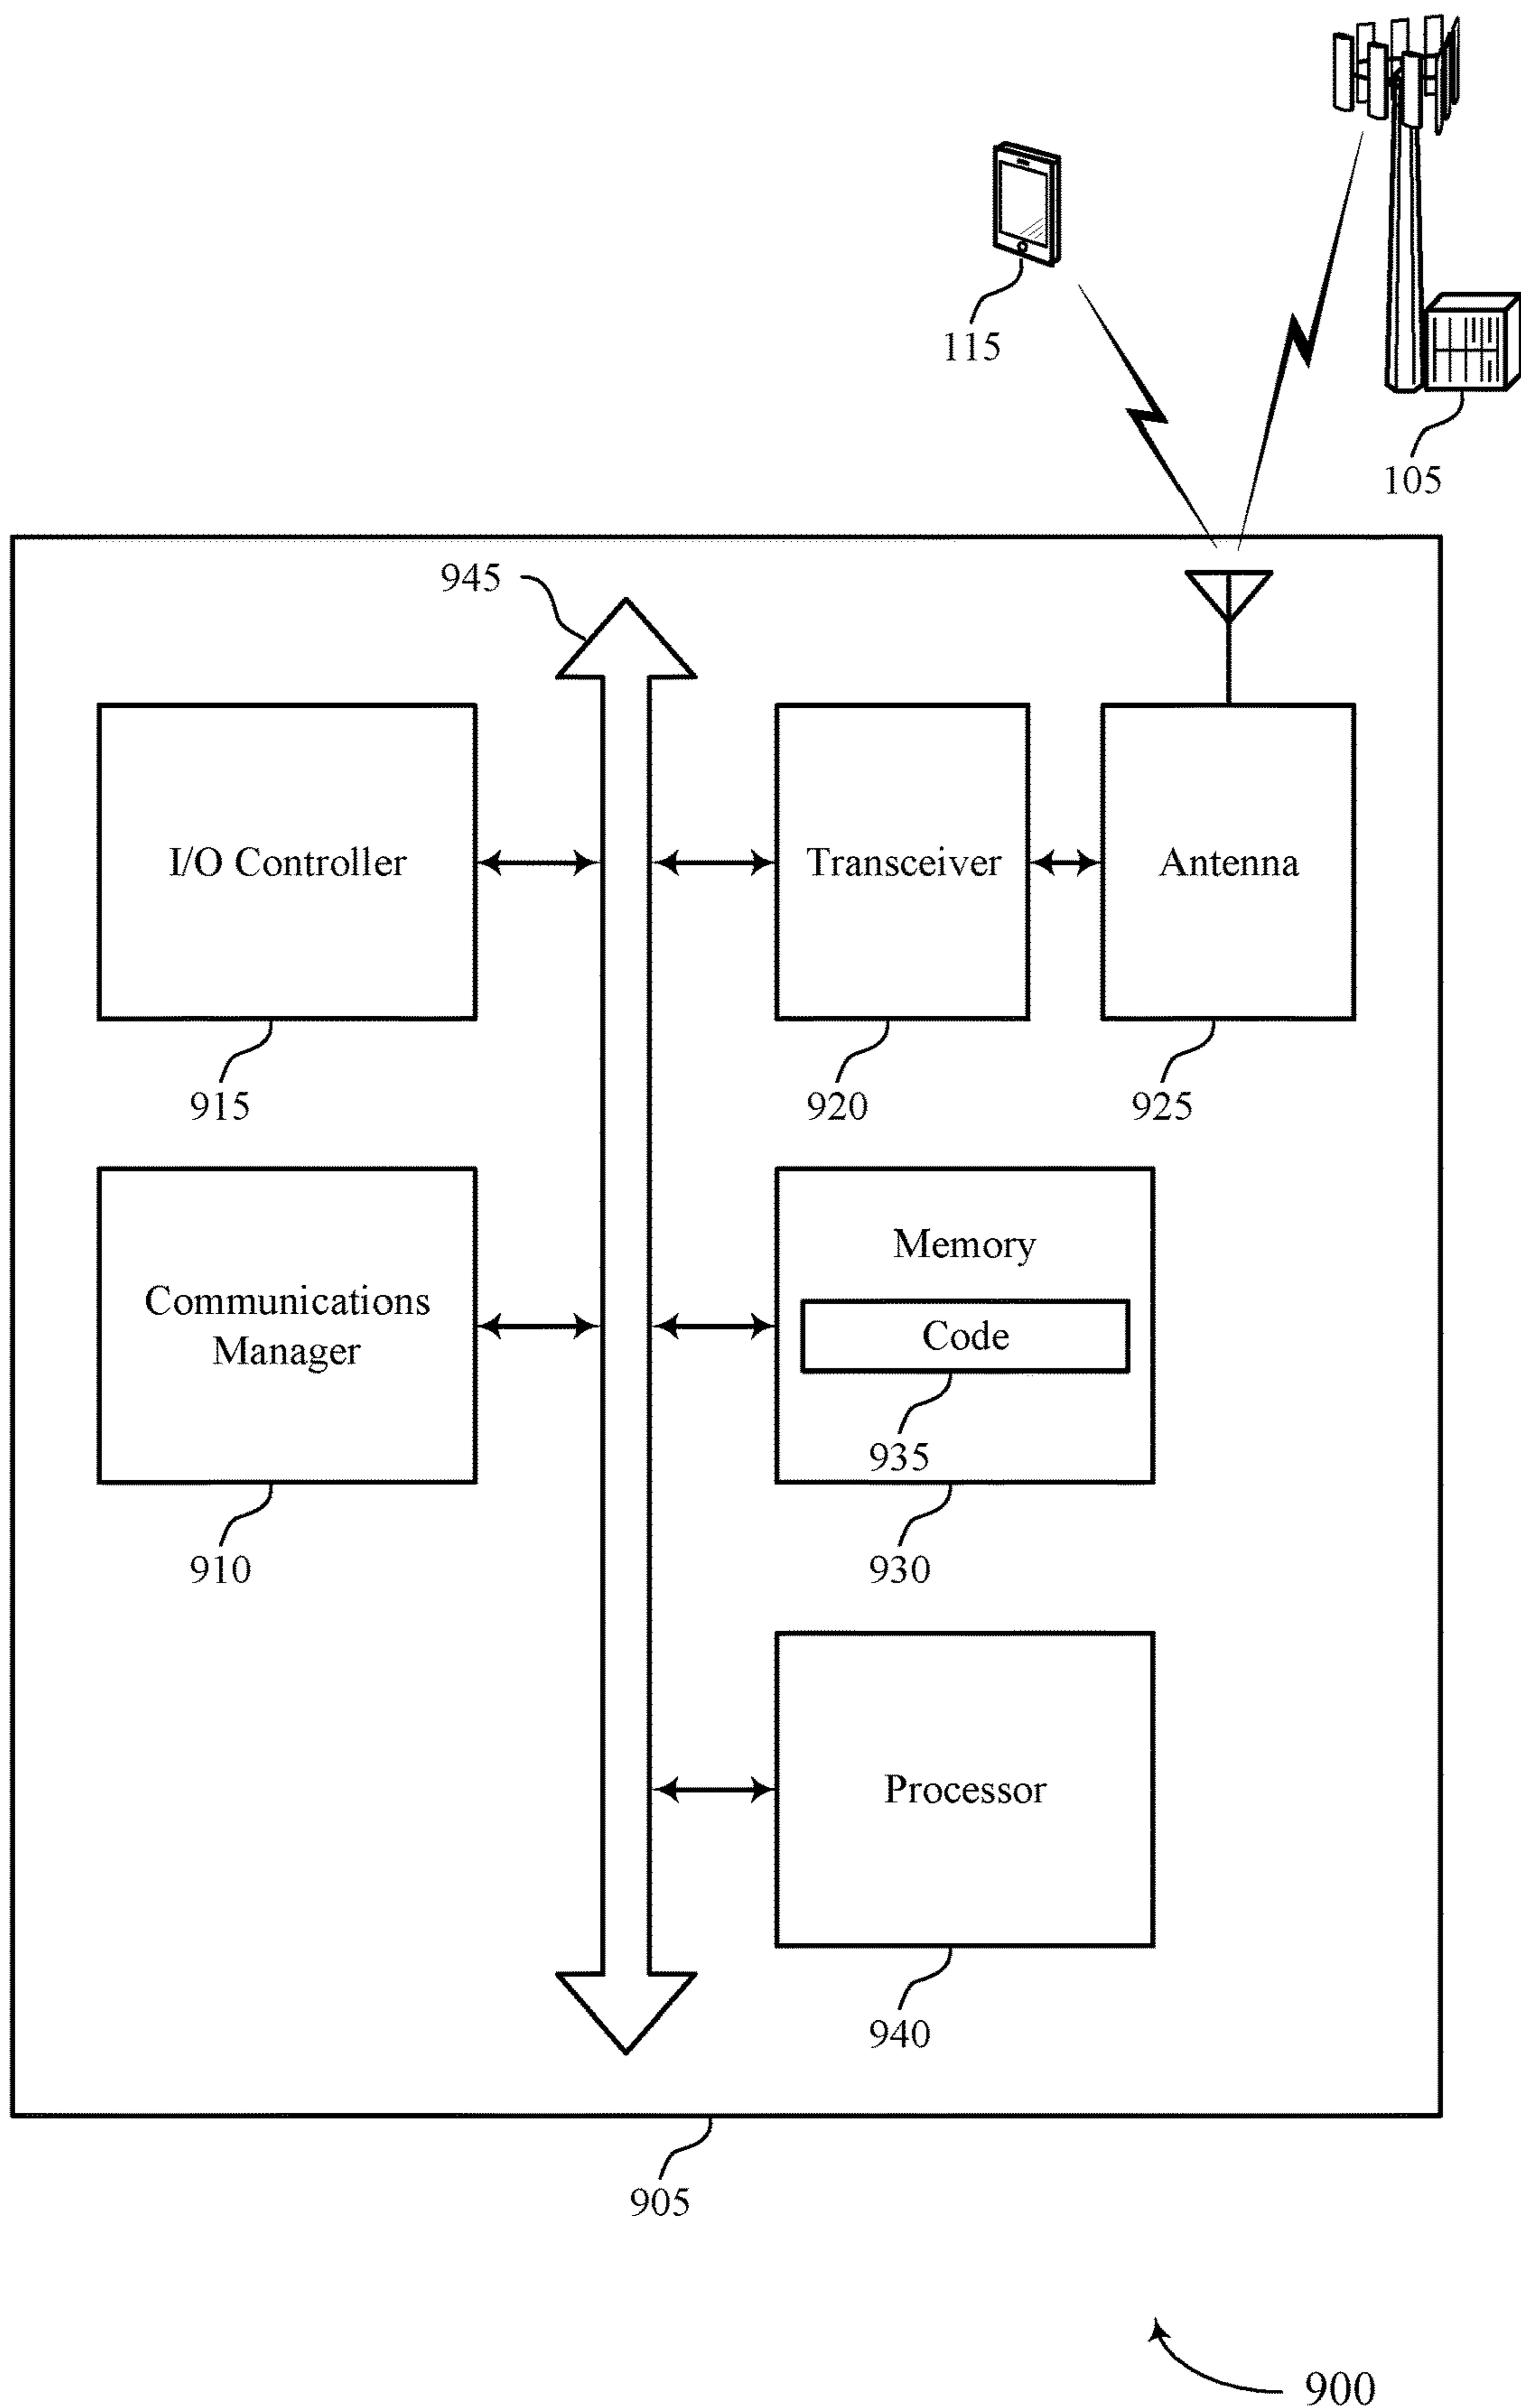 115
105
945
I/O Controller
Transceiver
Antenna
915
920
925
Communications
Manager
Memory
Code
935
910
930
Processor
940
905
900